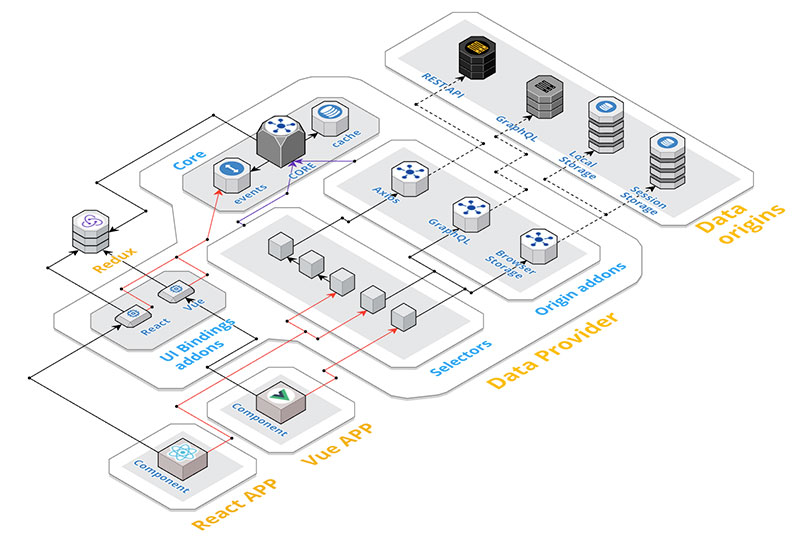 REST API
GraphQL
Local
Storage
Session
Storage
Data
origins
Core
cache
CORE
events
Axios
GraphQL
Browser
Storage
Origin addons
Redux
React
Vue
UI Bindings
addons
Selectors
Data Provider
Component
Vue APP
Component
React APP